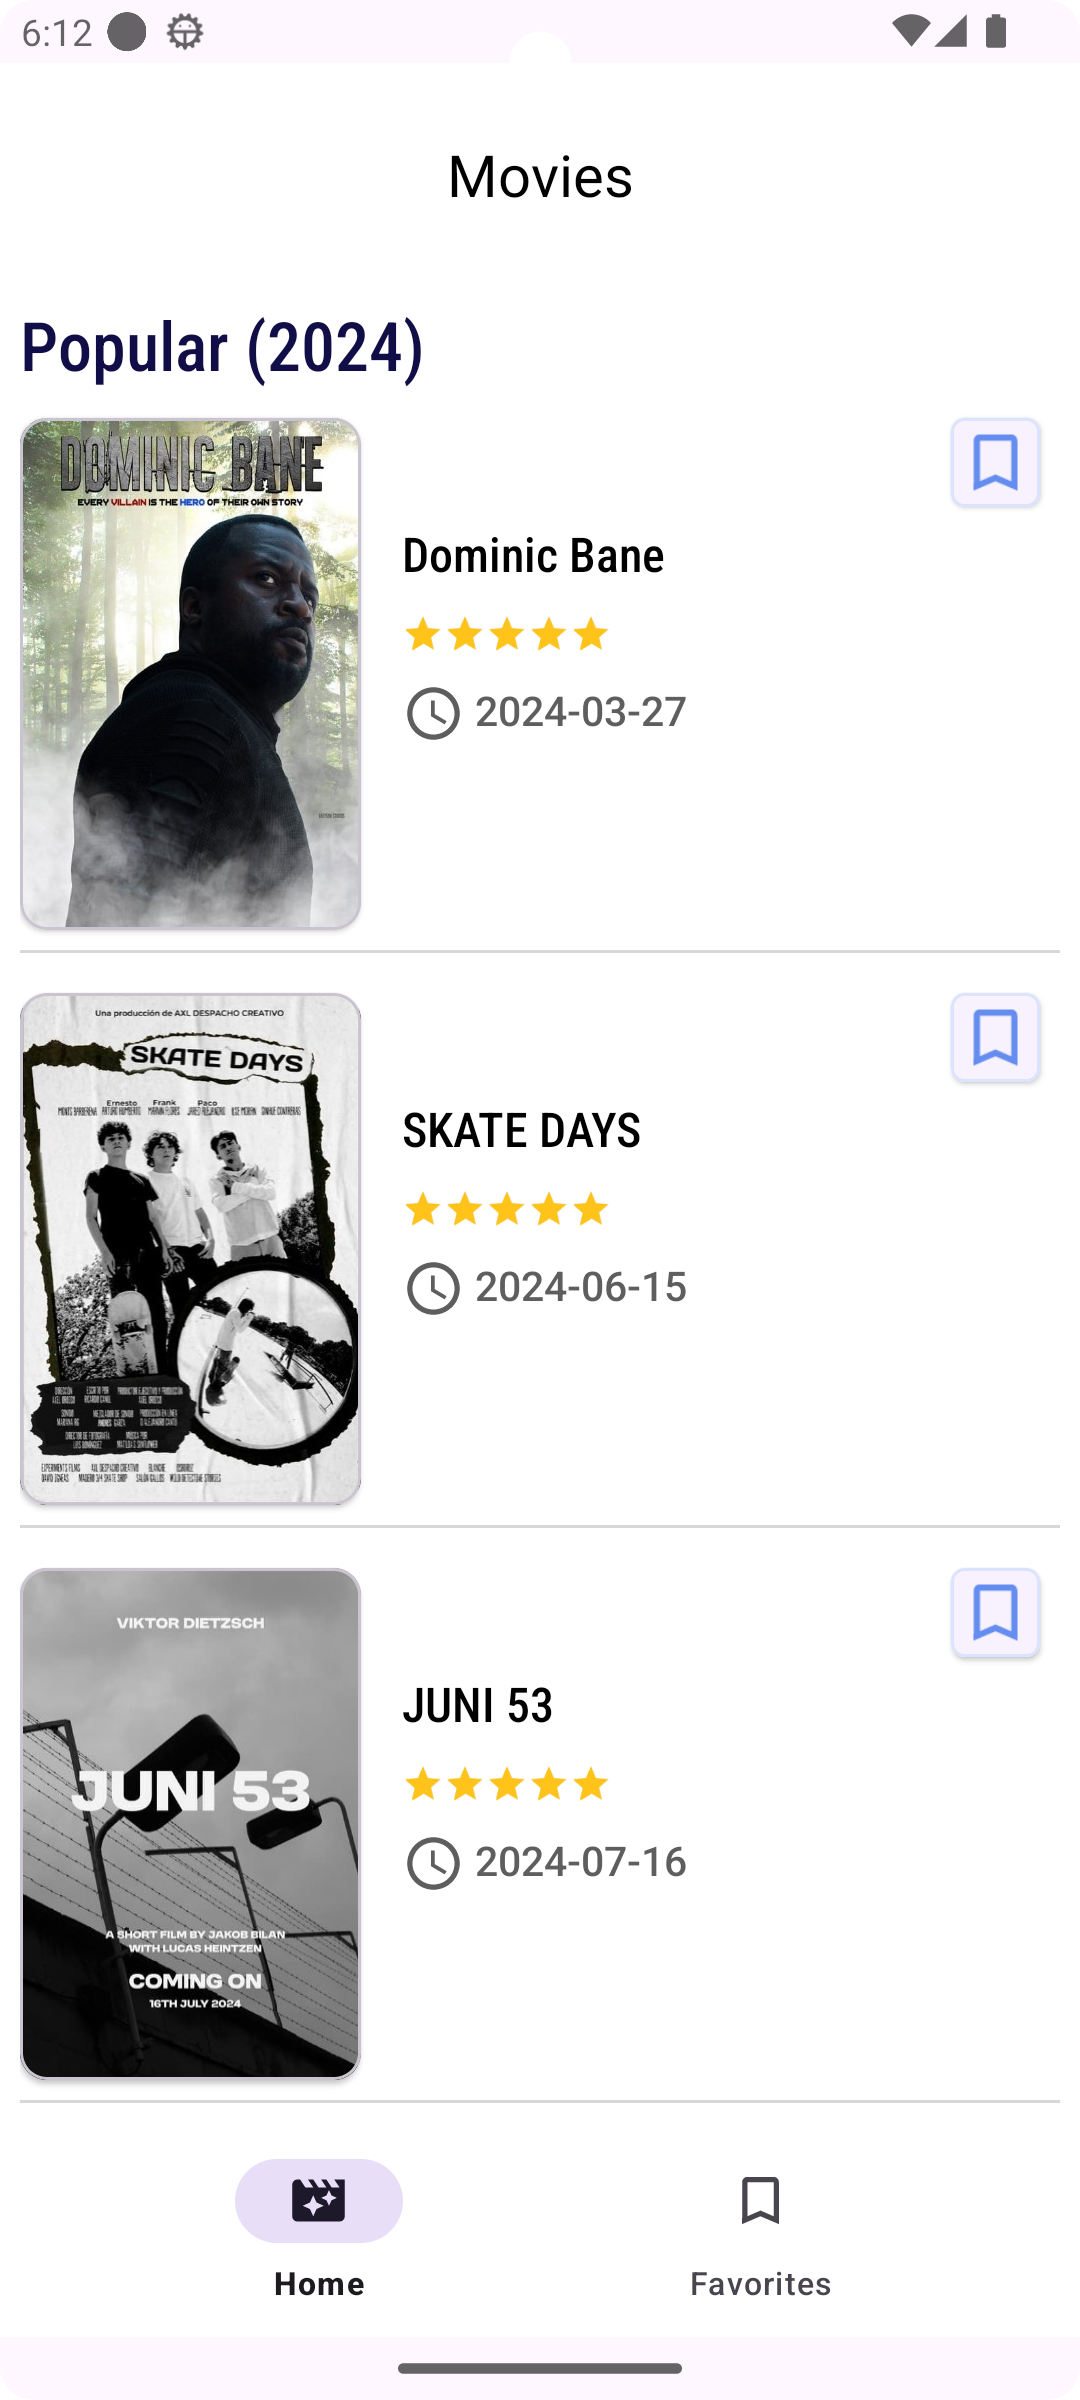 6:12
Movies
Popular (2024)
DOMINIC BANE
EVERY VILLAIN IS THE HERO OF THEIR OWN STORY
Dominic Bane
2024-03-27
Una producción de AXL DESPACHO CREATIVO
SKATE DAYS
Ernesto Frank Paco
SKATE DAYS
2024-06-15
VIKTOR DIETZSCH
JUNI 53
A SHORT FILM BY JAKOB BILAN
WITH LUCAS HEINTZEN
COMING ON
16TH JULY 2024
JUNI 53
2024-07-16
Home
Favorites